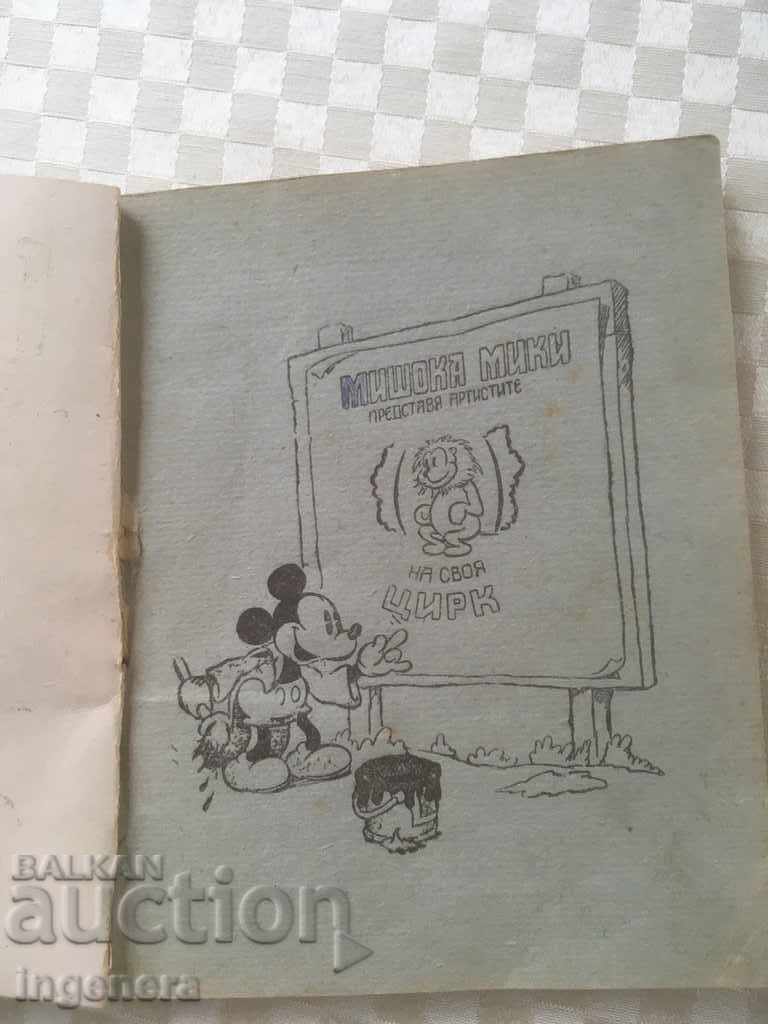 МИШОКА МИКИ
ПРЕДСТАВЯ АРТИСТИТЕ
НА СВОЯ
ЦИРК
BALKAN
auction
ingenera